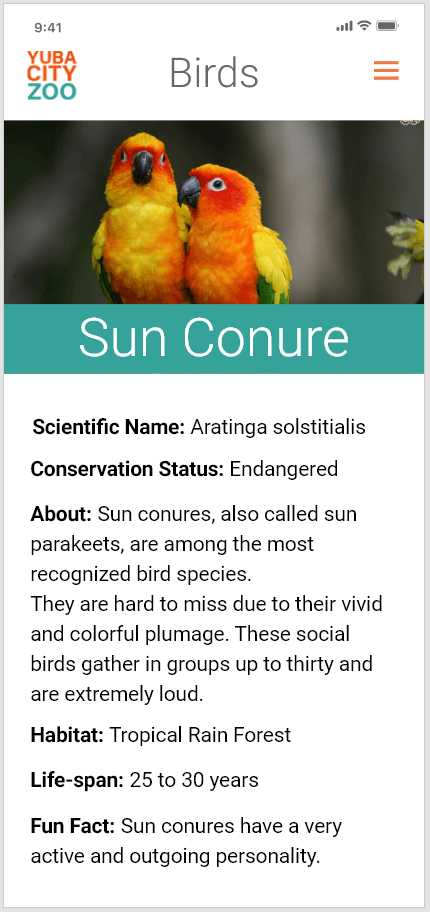 9:41
YUBA
CITY
ZOO
Birds
Sun Conure
Scientific Name: Aratinga solstitialis
Conservation Status: Endangered
About: Sun conures, also called sun
parakeets, are among the most
recognized bird species.
They are hard to miss due to their vivid
and colorful plumage. These social
birds gather in groups up to thirty and
are extremely loud.
Habitat: Tropical Rain Forest
Life-span: 25 to 30 years
Fun Fact: Sun conures have a very
active and outgoing personality.